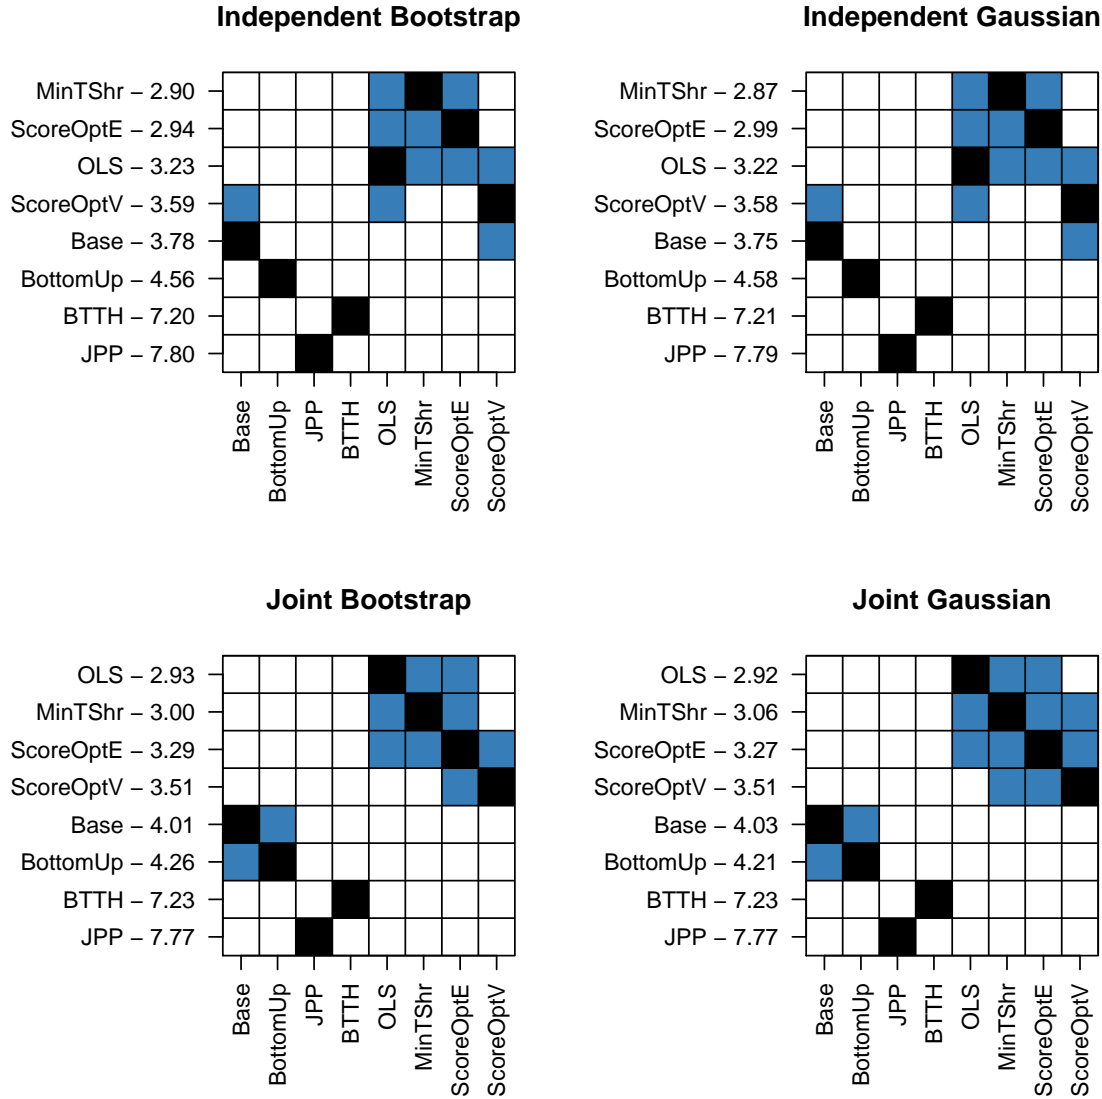 Independent Bootstrap
MinTShr – 2.90
ScoreOptE – 2.94
OLS – 3.23
ScoreOptV – 3.59
Base – 3.78
BottomUp – 4.56
BTTH – 7.20
JPP – 7.80
Base
BottomUp
JPP
BTTH
OLS
MinTShr
ScoreOptE
ScoreOptV
Independent Gaussian
MinTShr – 2.87
ScoreOptE – 2.99
OLS – 3.22
ScoreOptV – 3.58
Base – 3.75
BottomUp – 4.58
BTTH – 7.21
JPP – 7.79
Base
BottomUp
JPP
BTTH
OLS
MinTShr
ScoreOptE
ScoreOptV
Joint Bootstrap
OLS – 2.93
MinTShr – 3.00
ScoreOptE – 3.29
ScoreOptV – 3.51
Base – 4.01
BottomUp – 4.26
BTTH – 7.23
JPP – 7.77
Base
BottomUp
JPP
BTTH
OLS
MinTShr
ScoreOptE
ScoreOptV
Joint Gaussian
OLS – 2.92
MinTShr – 3.06
ScoreOptE – 3.27
ScoreOptV – 3.51
Base – 4.03
BottomUp – 4.21
BTTH – 7.23
JPP – 7.77
Base
BottomUp
JPP
BTTH
OLS
MinTShr
ScoreOptE
ScoreOptV